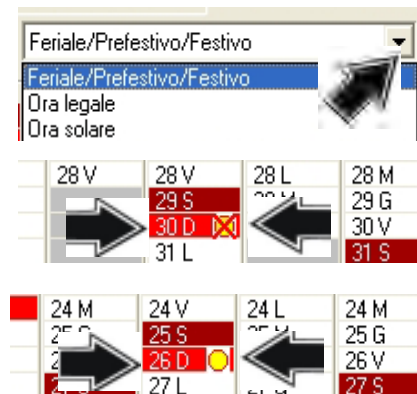 Feriale/Prefestivo/Festivo
Feriale/Prefestivo/Festivo
Ora legale
Ora solare
28 V 28 V 28 L 28 M
29 S 29 G
30 D 30 V
31 L 31 S
24 M 24 V 24 L 24 M
25 S 25 G
26 D 26 V
27 L 27 S